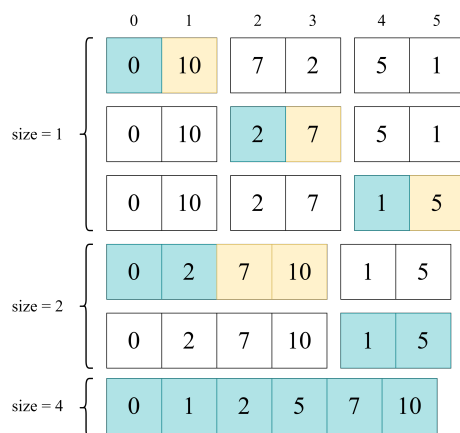 0 1 2 3 4 5
0 10 7 2 5 1
size = 1
0 10 2 7 5 1
0 10 2 7 1 5
0 2 7 10 1 5
size = 2
0 2 7 10 1 5
size = 4
0 1 2 5 7 10